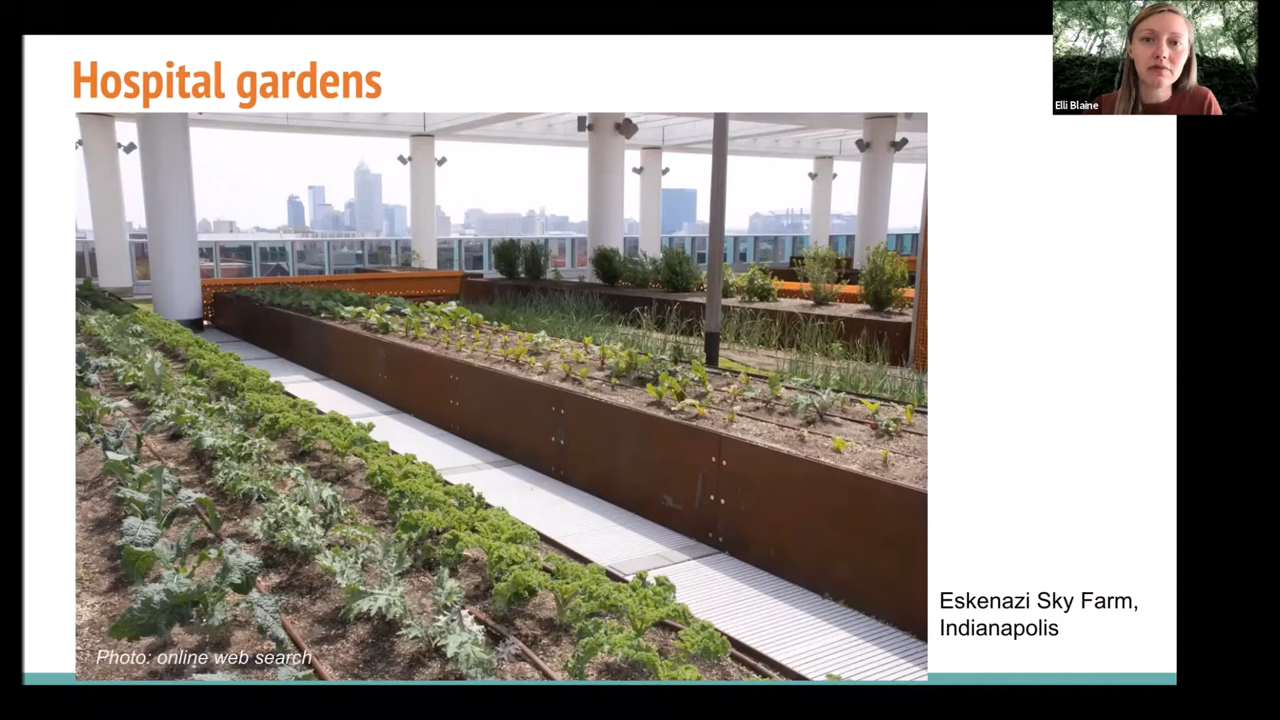 Hospital gardens
Elli Blaine
Eskenazi Sky Farm,
Indianapolis
Photo: online web search